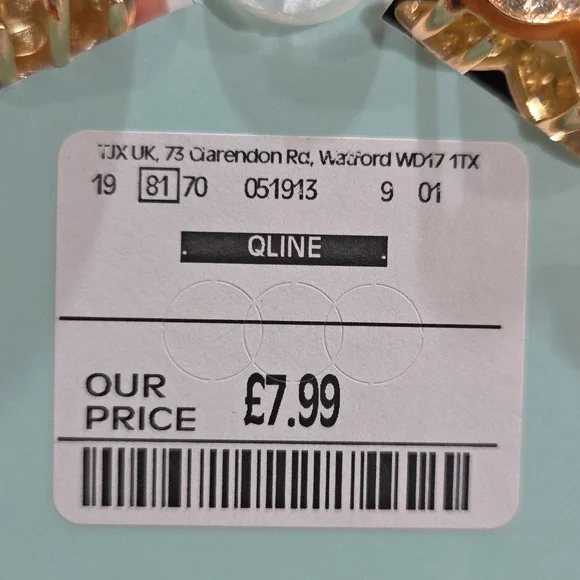 TJX UK, 73 Clarendon Rd, Watford WD17 1TX
19 81 70 051913 9 01
QLINE
OUR PRICE £7.99